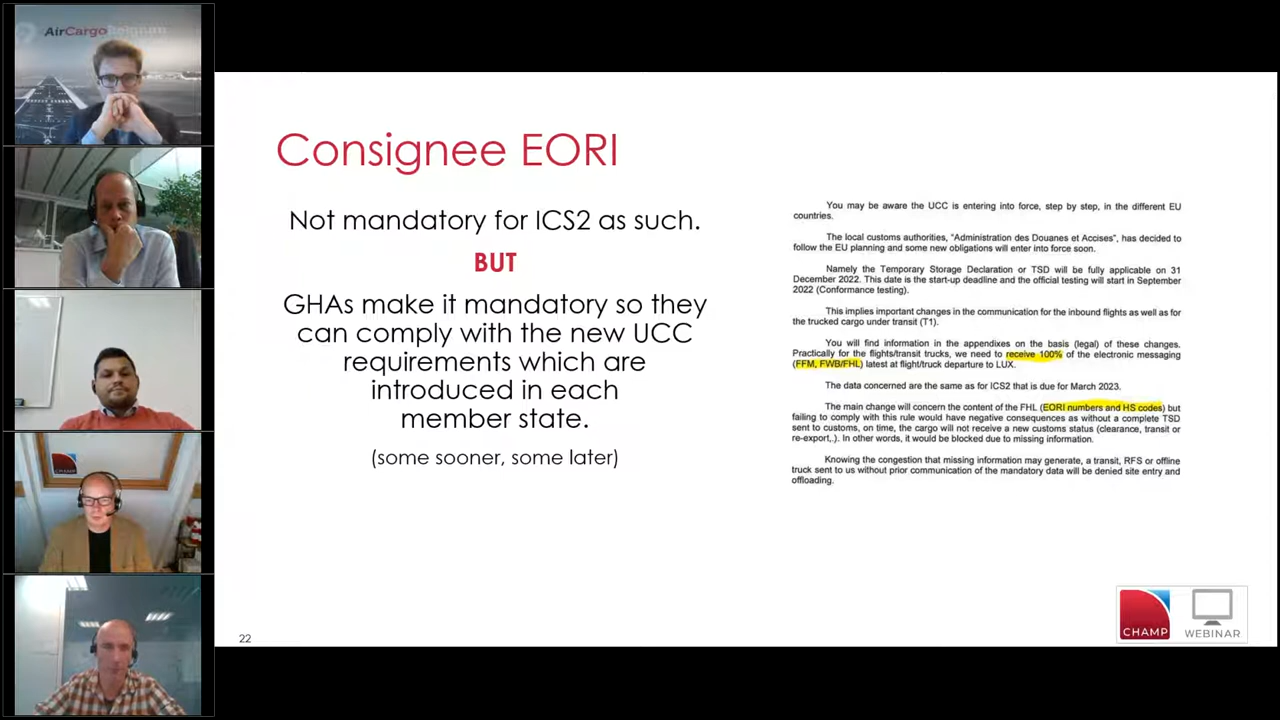 AirCargo Belgium
Consignee EORI
Not mandatory for ICS2 as such.
BUT
GHAs make it mandatory so they
can comply with the new UCC
requirements which are
introduced in each
member state.
(some sooner, some later)
You may be aware the UCC is entering into force, step by step, in the different EU
countries.
The local customs authorities, "Administration des Douanes et Accises", has decided to
follow the EU planning and some new obligations will enter into force soon.
Namely the Temporary Storage Declaration or TSD will be fully applicable on 31
December 2022. This date is the start-up deadline and the official testing will start in September
2022 (Conformance testing).
This implies important changes in the communication for the inbound flights as well as for
the trucked cargo under transit (T1).
You will find information in the appendixes on the basis (legal) of these changes.
Practically for the flights/transit trucks, we need to receive 100% of the electronic messaging
(FFM, FWB/FHL) latest at flight/truck departure to LUX.
The data concerned are the same as for ICS2 that is due for March 2023.
The main change will concern the content of the FHL (EORI numbers and HS codes) but
failing to comply with this rule would have negative consequences as without a complete TSD
sent to customs, on time, the cargo will not receive a new customs status (clearance, transit or
re-export,.). In other words, it would be blocked due to missing information.
Knowing the congestion that missing information may generate, a transit, RFS or offline
truck sent to us without prior communication of the mandatory data will be denied site entry and
offloading.
CHAMP
22
CHAMP
WEBINAR